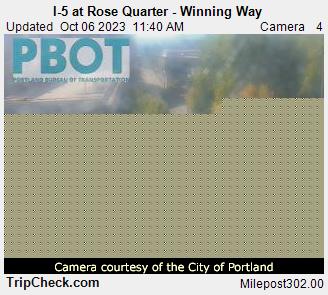 I-5 at Rose Quarter - Winning Way
Updated Oct 06 2023 11:40 AM Camera 4
PBOT
PORTLAND BUREAU OF TRANSPORTATION
Camera courtesy of the City of Portland
TripCheck.com Milepost302.00